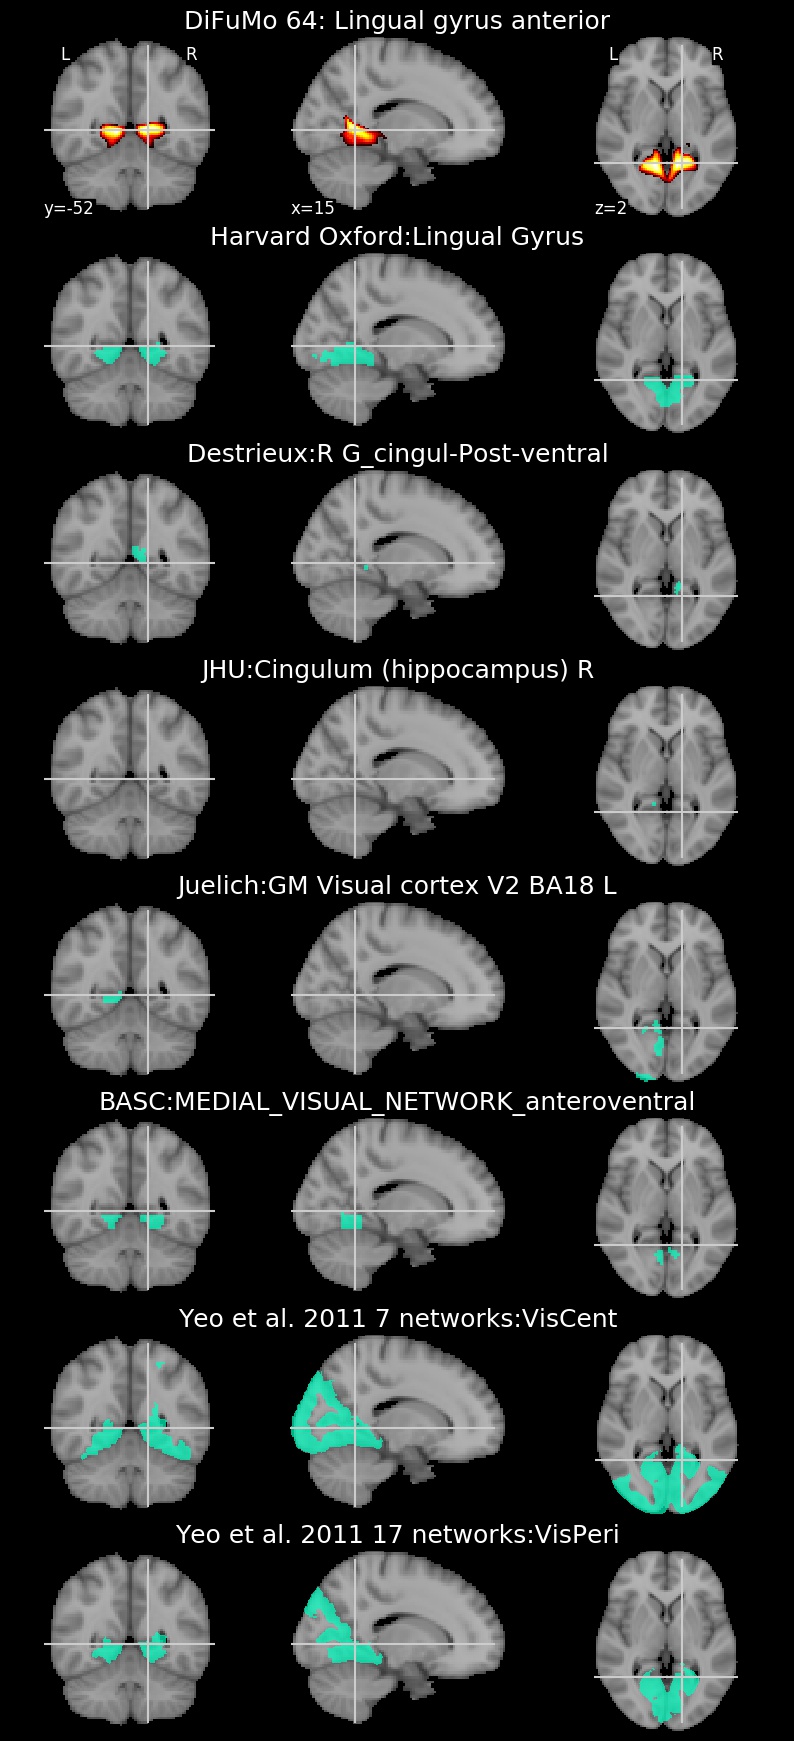 DiFuMo 64: Lingual gyrus anterior
L R L R
y=-52 x=15 z=2
Harvard Oxford:Lingual Gyrus
Destrieux:R G_cingul-Post-ventral
JHU:Cingulum (hippocampus) R
Juelich:GM Visual cortex V2 BA18 L
BASC:MEDIAL_VISUAL_NETWORK_anteroventral
Yeo et al. 2011 7 networks:VisCent
Yeo et al. 2011 17 networks:VisPeri